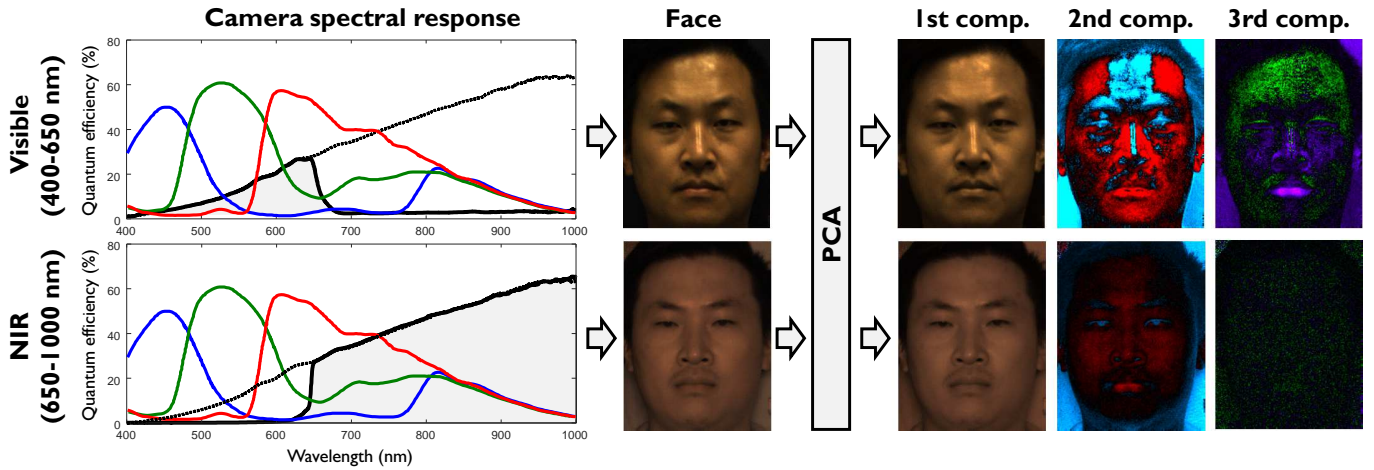 Camera spectral response
Face
1st comp.
2nd comp.
3rd comp.
Visible
(400-650 nm)
Quantum efficiency (%)
80
60
40
20
0
400 500 600 700 800 900 1000
PCA
NIR
(650-1000 nm)
Quantum efficiency (%)
80
60
40
20
0
400 500 600 700 800 900 1000
Wavelength (nm)